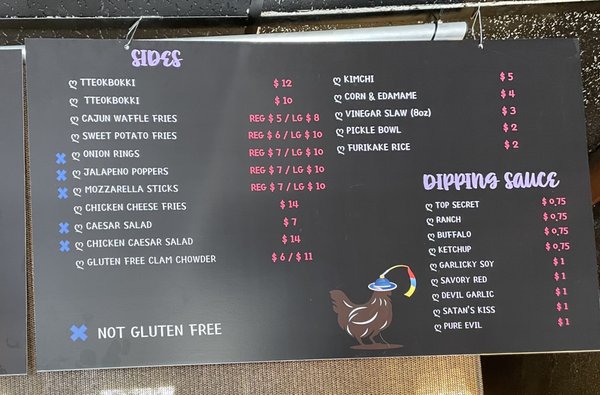 SIDES
TTEOKBOKKI $ 12
TTEOKBOKKI $ 10
CAJUN WAFFLE FRIES REG $ 5 / LG $ 8
SWEET POTATO FRIES REG $ 6 / LG $ 10
ONION RINGS REG $ 7 / LG $ 10
JALAPENO POPPERS REG $ 7 / LG $ 10
MOZZARELLA STICKS REG $ 7 / LG $ 10
CHICKEN CHEESE FRIES $ 14
CAESAR SALAD $ 7
CHICKEN CAESAR SALAD $ 14
GLUTEN FREE CLAM CHOWDER $ 6 / $ 11
NOT GLUTEN FREE
KIMCHI $ 5
CORN & EDAMAME $ 4
VINEGAR SLAW (8oz) $ 3
PICKLE BOWL $ 2
FURIKAKE RICE $ 2
DIPPING SAUCE
TOP SECRET $ 0,75
RANCH $ 0,75
BUFFALO $ 0,75
KETCHUP $ 0,75
GARLICKY SOY $ 1
SAVORY RED $ 1
DEVIL GARLIC $ 1
SATAN'S KISS $ 1
PURE EVIL $ 1